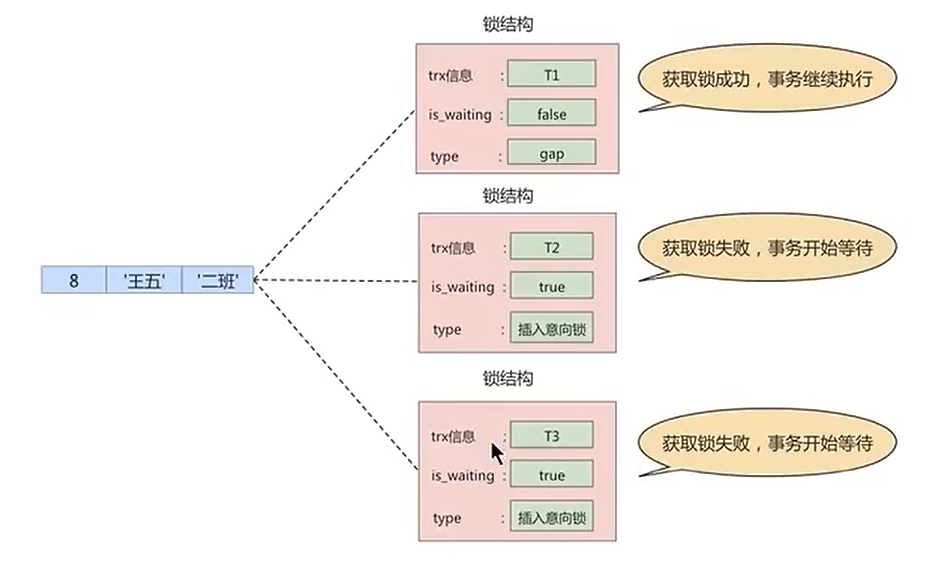 锁结构
trx信息 : T1
is_waiting : false
type : gap
获取锁成功，事务继续执行
锁结构
trx信息 : T2
is_waiting : true
type : 插入意向锁
获取锁失败，事务开始等待
8 '王五' '二班'
锁结构
trx信息 : T3
is_waiting : true
type : 插入意向锁
获取锁失败，事务开始等待